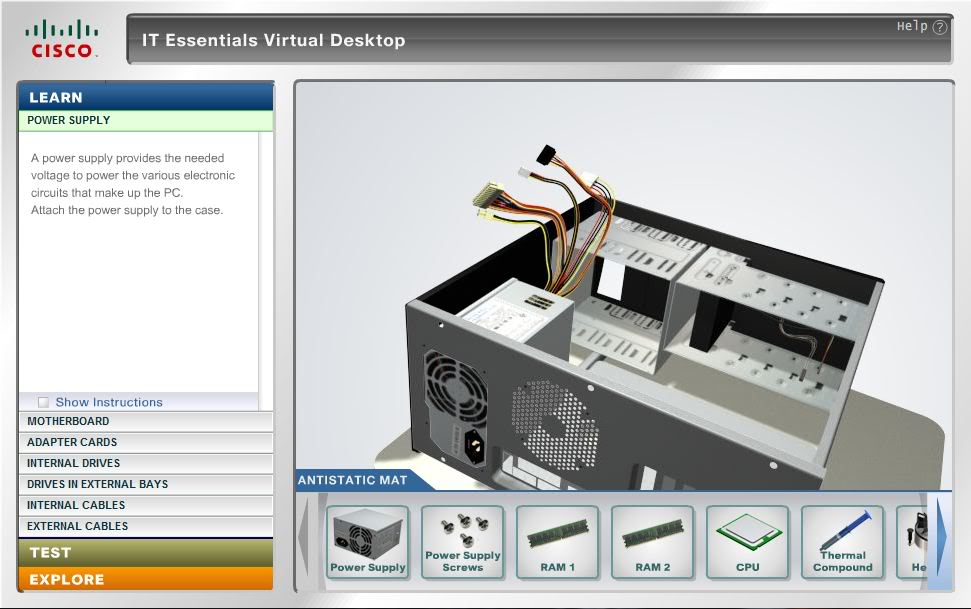 CISCO
IT Essentials Virtual Desktop
Help ?
LEARN
POWER SUPPLY
A power supply provides the needed
voltage to power the various electronic
circuits that make up the PC.
Attach the power supply to the case.
Show Instructions
MOTHERBOARD
ADAPTER CARDS
INTERNAL DRIVES
DRIVES IN EXTERNAL BAYS
INTERNAL CABLES
EXTERNAL CABLES
TEST
EXPLORE
ANTISTATIC MAT
Power Supply
Power Supply
Screws
RAM 1
RAM 2
CPU
Thermal
Compound
He